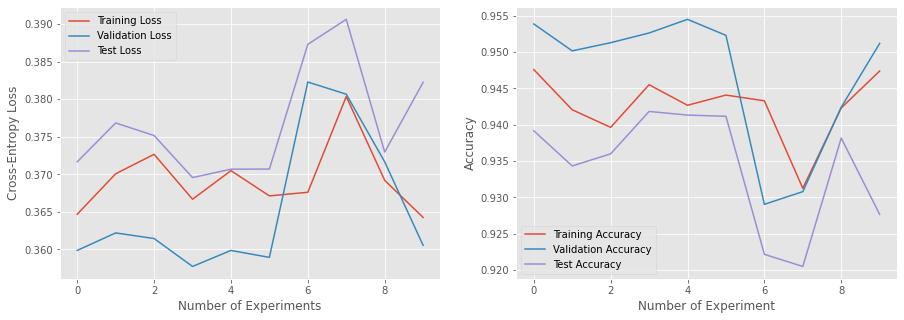 Training Loss
Validation Loss
Test Loss
0.390
0.385
0.380
0.375
0.370
0.365
0.360
Cross-Entropy Loss
0 2 4 6 8
Number of Experiments
0.955
0.950
0.945
0.940
0.935
0.930
0.925
0.920
Accuracy
Training Accuracy
Validation Accuracy
Test Accuracy
0 2 4 6 8
Number of Experiment